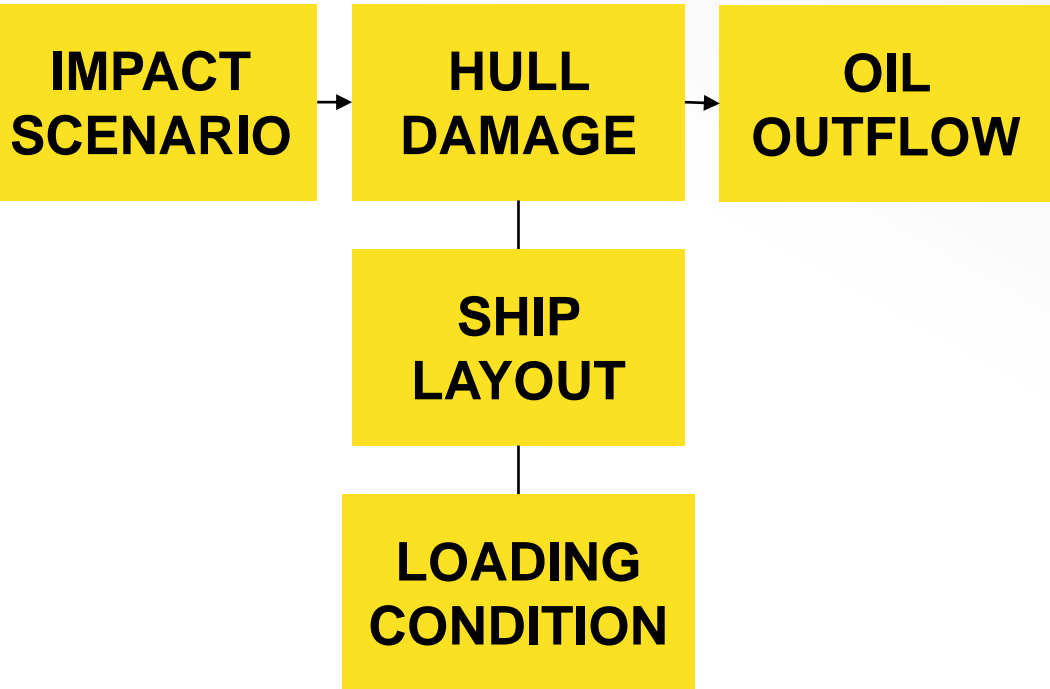 IMPACT
SCENARIO
HULL
DAMAGE
OIL
OUTFLOW
SHIP
LAYOUT
LOADING
CONDITION